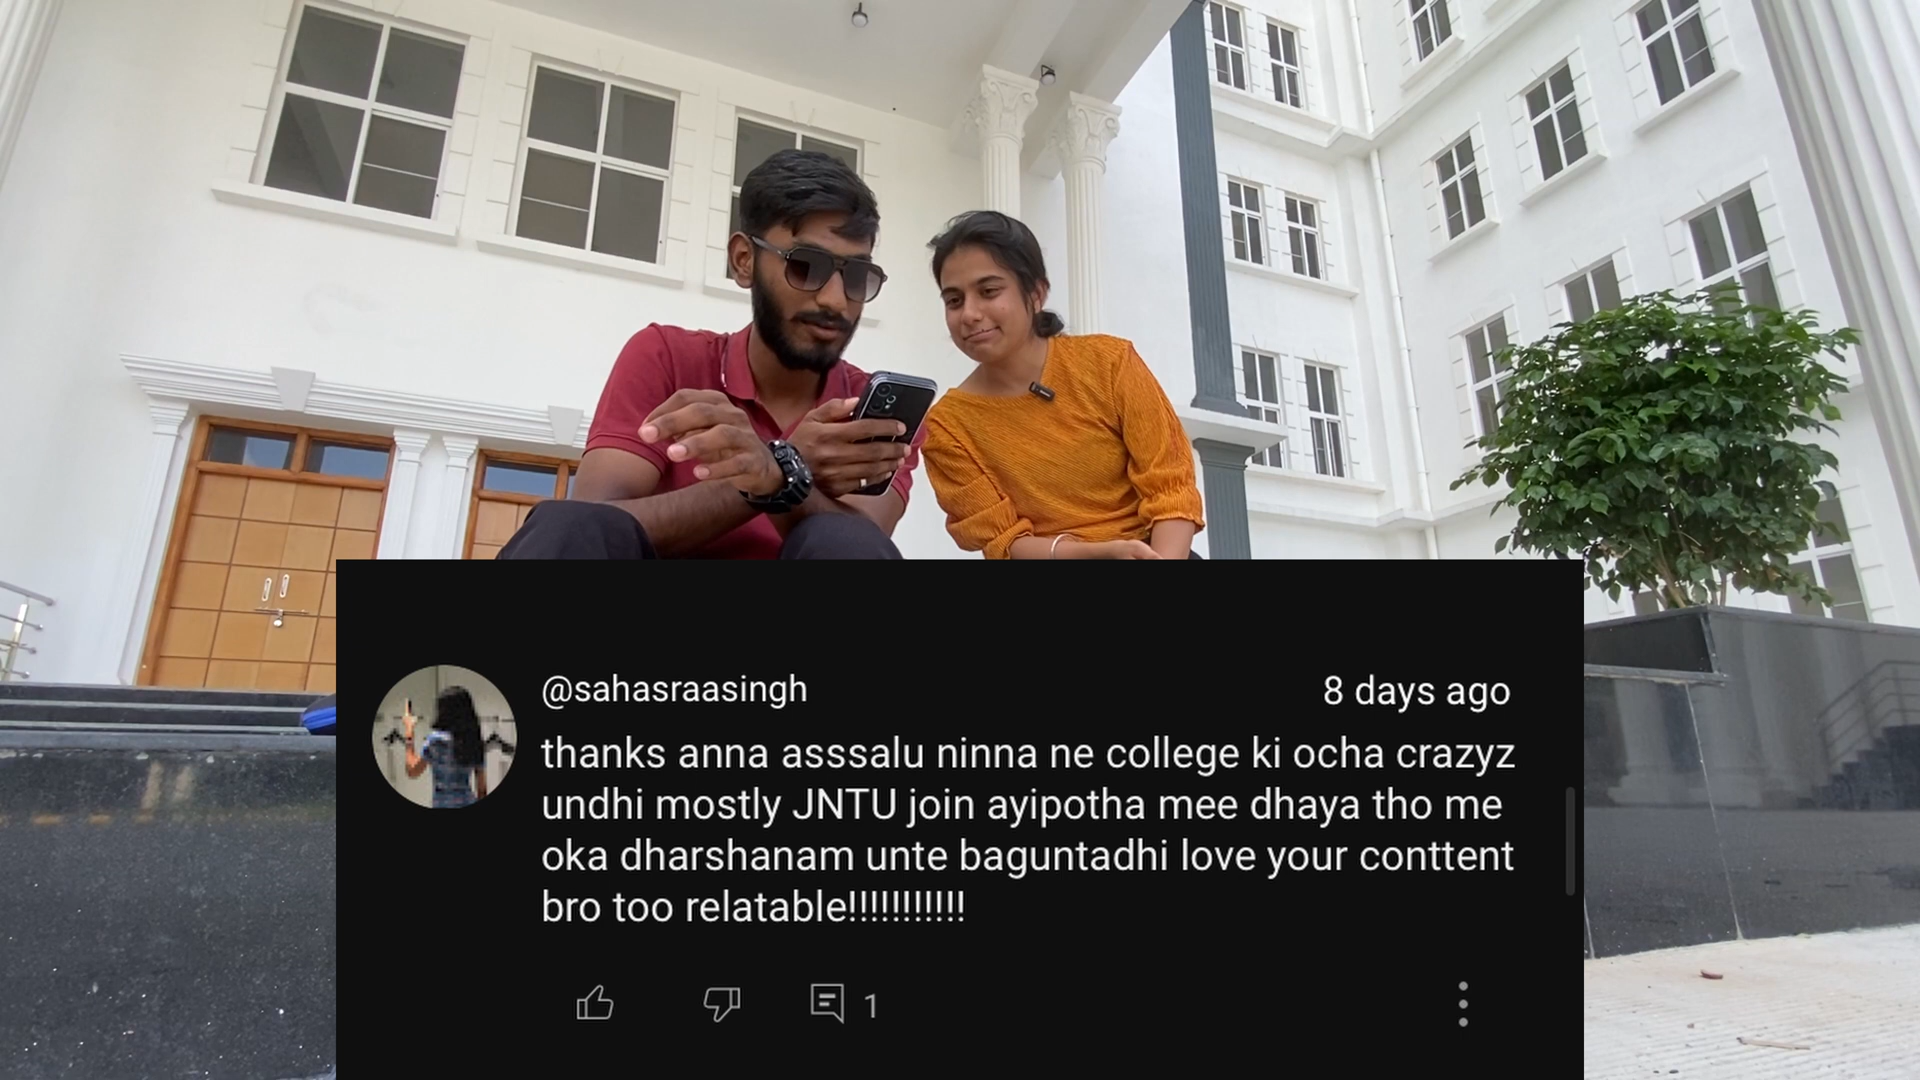 @sahasraasingh
8 days ago
thanks anna asssalu ninna ne college ki ocha crazyz
undhi mostly JNTU join ayipotha mee dhaya tho me
oka dharshanam unte baguntadhi love your conttent
bro too relatable!!!!!!!!!!!
1